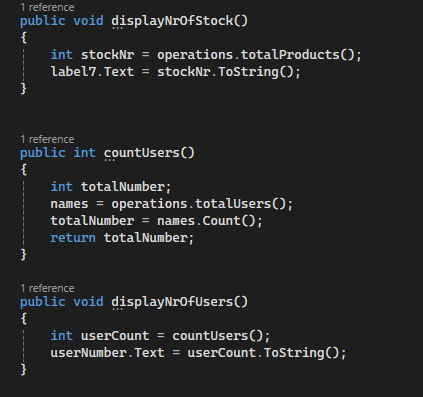 1 reference
public void displayNrOfStock()
{
int stockNr = operations.totalProducts();
label7.Text = stockNr.ToString();
}
1 reference
public int countUsers()
{
int totalNumber;
names = operations.totalUsers();
totalNumber = names.Count();
return totalNumber;
}
1 reference
public void displayNrOfUsers()
{
int userCount = countUsers();
userNumber.Text = userCount.ToString();
}